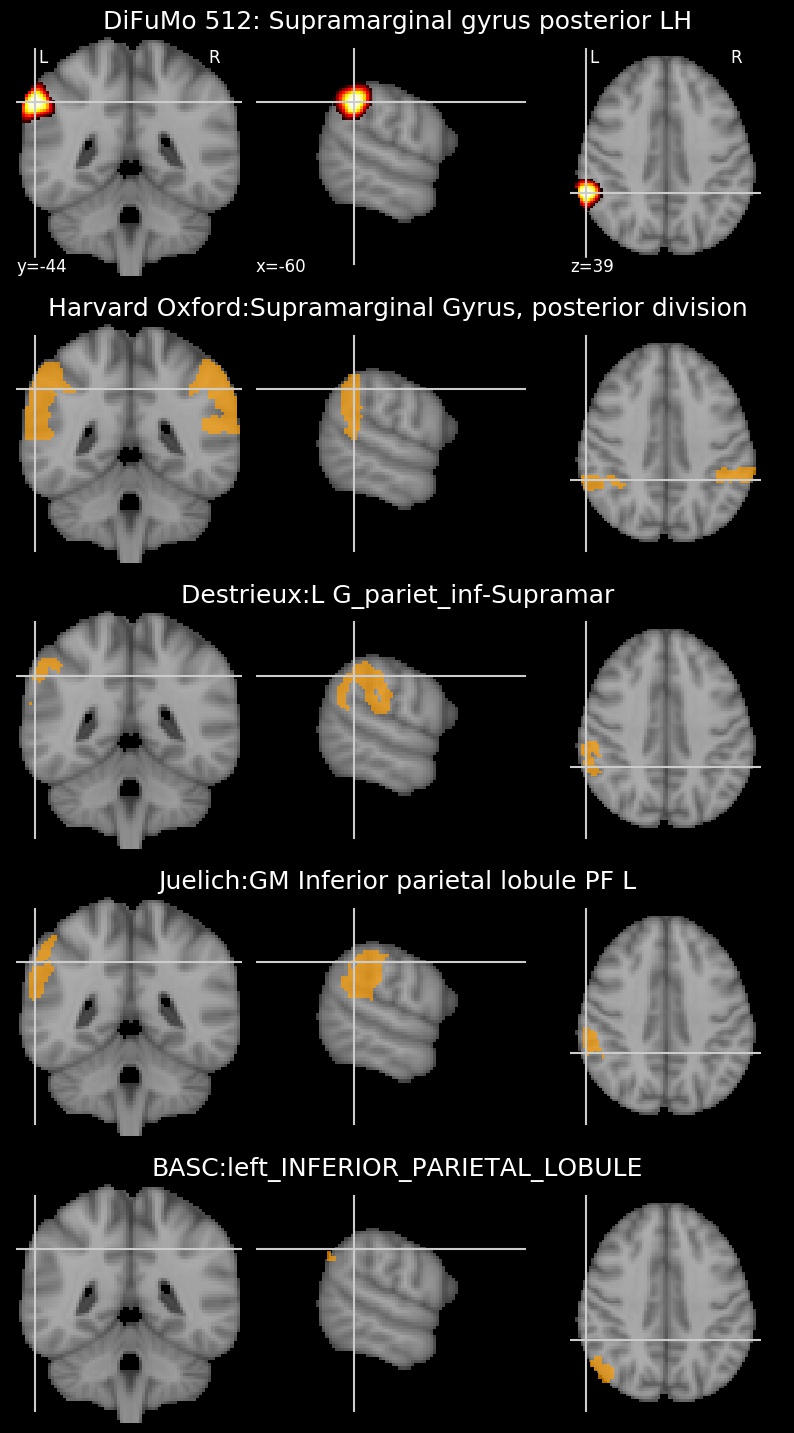 DiFuMo 512: Supramarginal gyrus posterior LH
L R L R
y=-44 x=-60 z=39
Harvard Oxford:Supramarginal Gyrus, posterior division
Destrieux:L G_pariet_inf-Supramar
Juelich:GM Inferior parietal lobule PF L
BASC:left_INFERIOR_PARIETAL_LOBULE